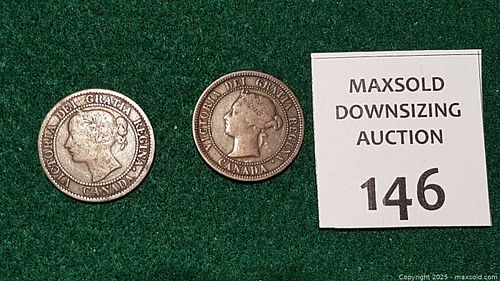 VICTORIA DEI GRATIA REGINA.
CANADA
VICTORIA DEI GRATIA REGINA.
CANADA
MAXSOLD
DOWNSIZING
AUCTION
146
Copyright © 2025 - maxsold.com